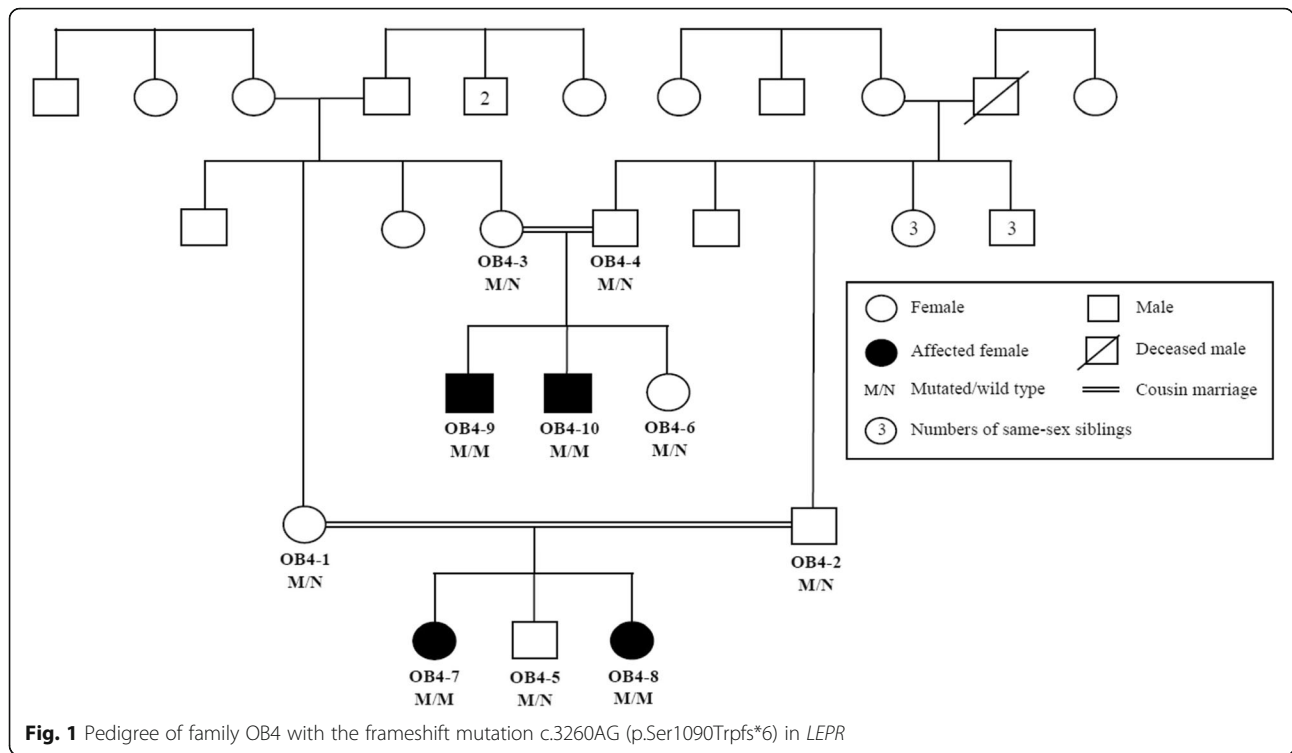 2
3
3
OB4-3
M/N
OB4-4
M/N
Female
Male
Affected female
Deceased male
M/N Mutated/wild type
Cousin marriage
3 Numbers of same-sex siblings
OB4-9
M/M
OB4-10
M/M
OB4-6
M/N
OB4-1
M/N
OB4-2
M/N
OB4-7
M/M
OB4-5
M/N
OB4-8
M/M
Fig. 1 Pedigree of family OB4 with the frameshift mutation c.3260AG (p.Ser1090Trpfs*6) in LEPR